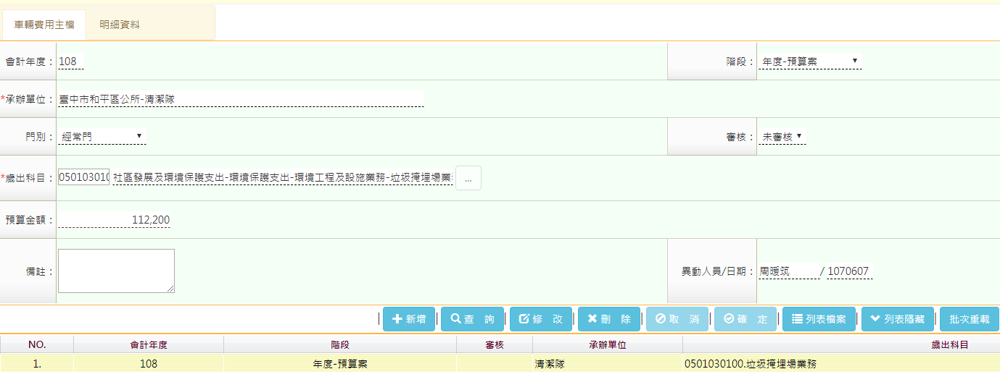 車輛費用主檔 明細資料
會計年度： 108 階段： 年度-預算案
*承辦單位： 臺中市和平區公所-清潔隊
門別： 經常門 審核： 未審核
*歲出科目： 050103010 社區發展及環境保護支出-環境保護支出-環境工程及設施業務-垃圾掩埋場業 ...
預算金額： 112,200
備註： 異動人員/日期： 周暖筑 / 1070607
新增 查 詢 修 改 刪 除 取 消 確 定 列表檔案 列表隱藏 批次重載
NO. 會計年度 階段 審核 承辦單位 歲出科目
1. 108 年度-預算案 清潔隊 0501030100.垃圾掩埋場業務